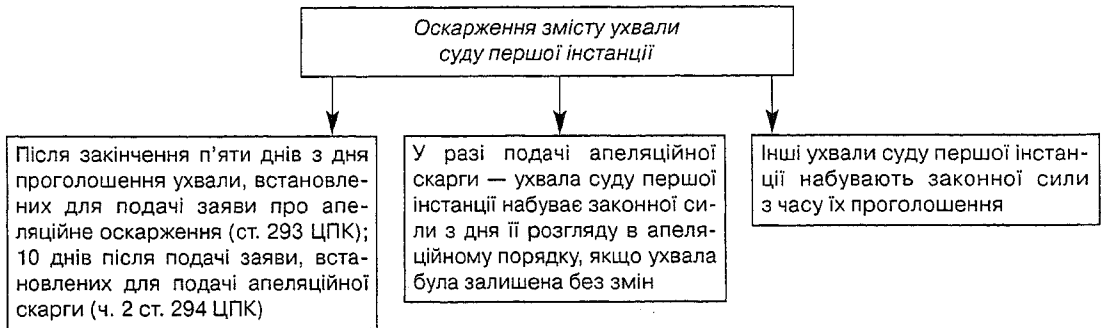 Оскарження змісту ухвали
суду першої інстанції
Після закінчення п'яти днів з дня
проголошення ухвали, встановле-
них для подачі заяви про апе-
ляційне оскарження (ст. 293 ЦПК);
10 днів після подачі заяви, вста-
новлених для подачі апеляційної
скарги (ч. 2 ст. 294 ЦПК)
У разі подачі апеляційної
скарги — ухвала суду першої
інстанції набуває законної си-
ли з дня її розгляду в апеля-
ційному порядку, якщо ухвала
була залишена без змін
Інші ухвали суду першої інстан-
ції набувають законної сили
з часу їх проголошення